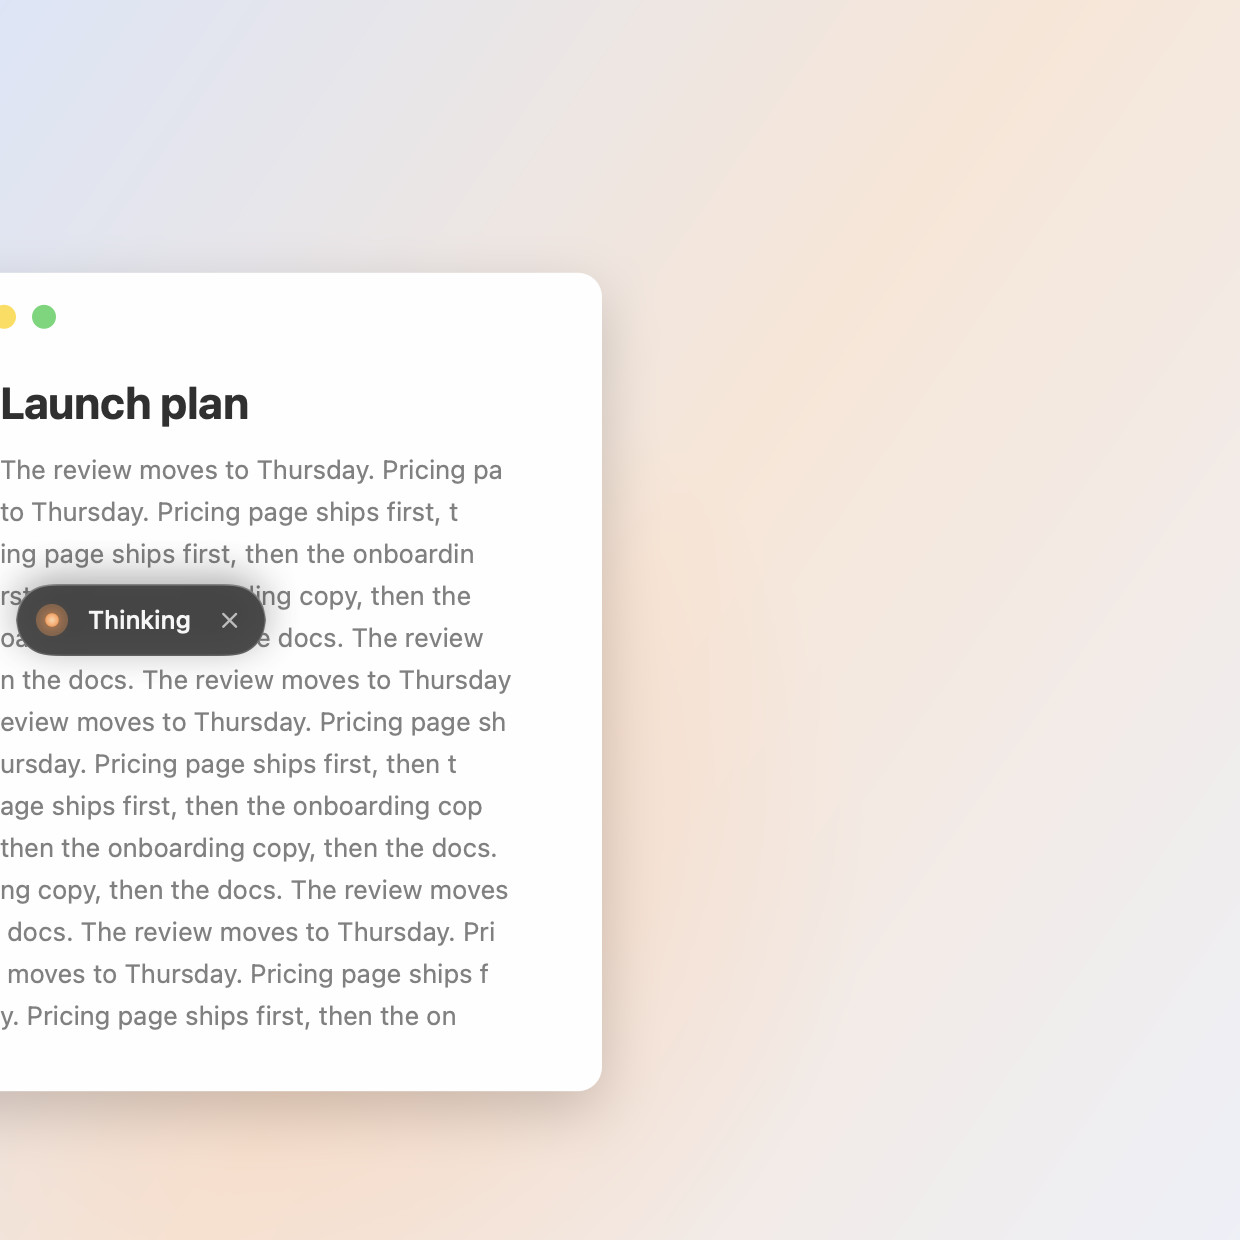 Launch plan
The review moves to Thursday. Pricing pa
to Thursday. Pricing page ships first, t
ing page ships first, then the onboardin
rst ing copy, then the
Thinking
docs. The review
n the docs. The review moves to Thursday
eview moves to Thursday. Pricing page sh
ursday. Pricing page ships first, then t
age ships first, then the onboarding cop
then the onboarding copy, then the docs.
ng copy, then the docs. The review moves
docs. The review moves to Thursday. Pri
moves to Thursday. Pricing page ships f
y. Pricing page ships first, then the on